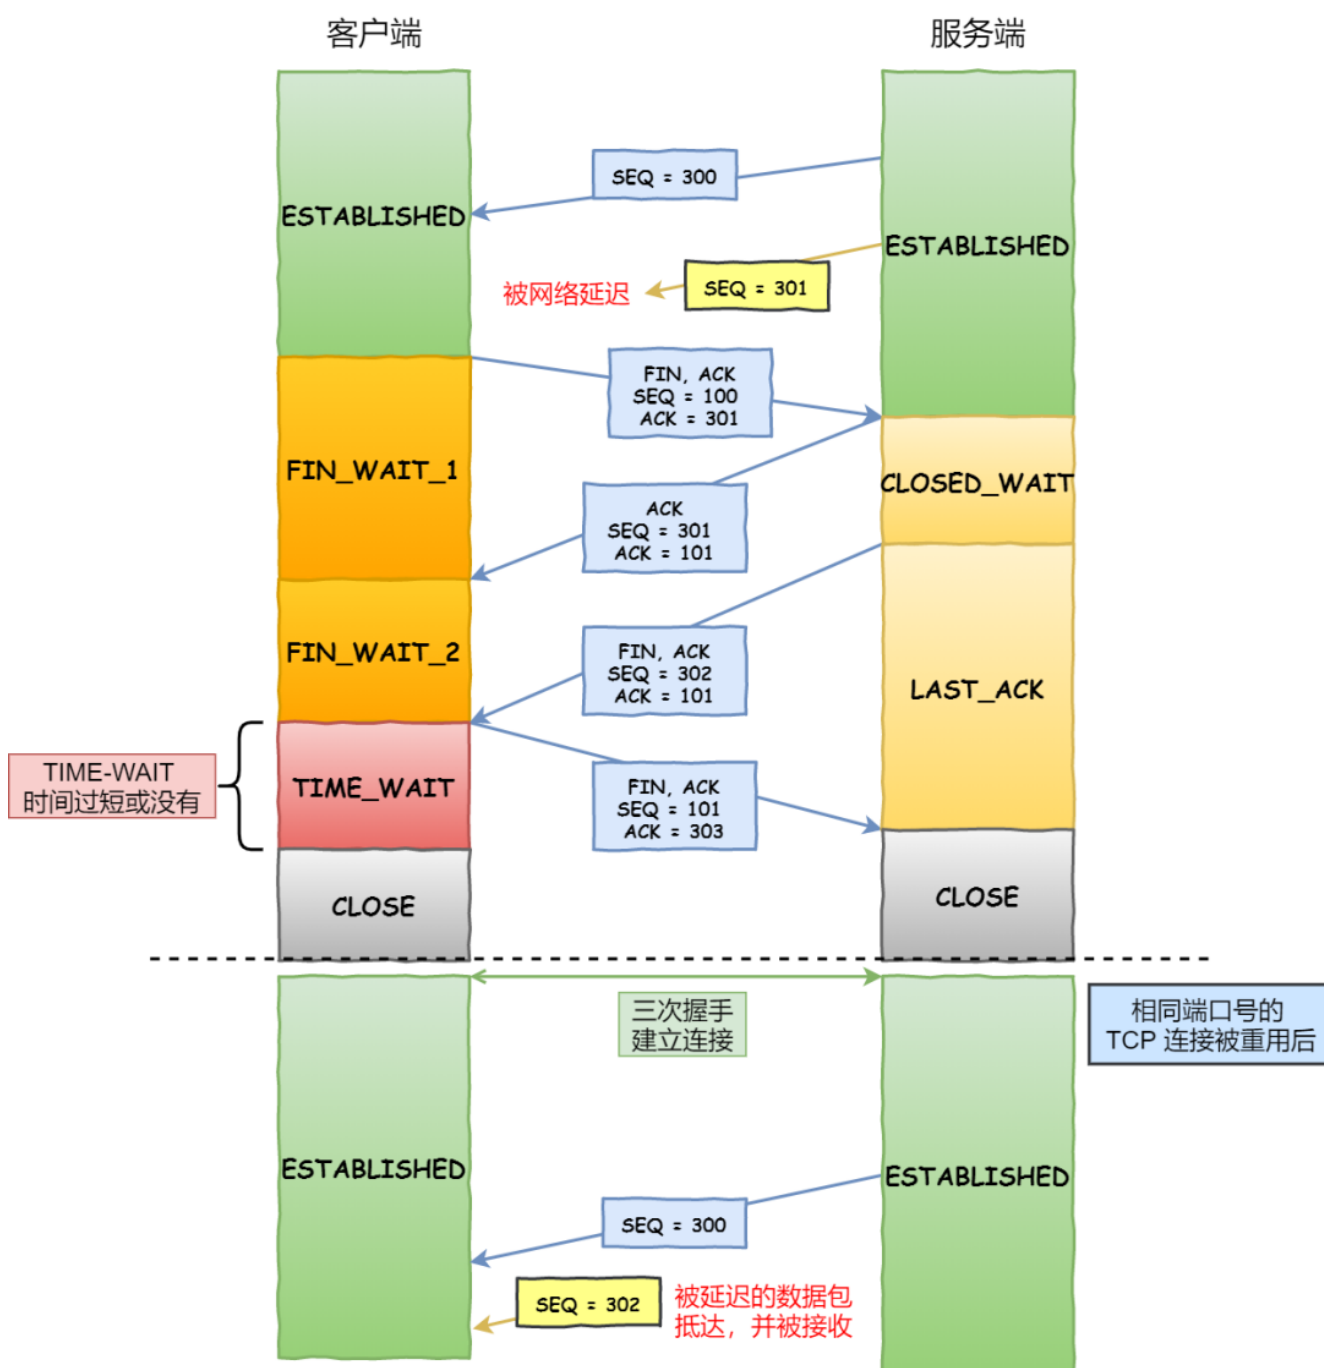 客户端
服务端
SEQ = 300
ESTABLISHED
ESTABLISHED
被网络延迟
SEQ = 301
FIN, ACK
SEQ = 100
ACK = 301
FIN_WAIT_1
CLOSED_WAIT
ACK
SEQ = 301
ACK = 101
FIN_WAIT_2
FIN, ACK
SEQ = 302
ACK = 101
LAST_ACK
TIME-WAIT
时间过短或没有
TIME_WAIT
FIN, ACK
SEQ = 101
ACK = 303
CLOSE
CLOSE
三次握手
建立连接
相同端口号的
TCP 连接被重用后
ESTABLISHED
ESTABLISHED
SEQ = 300
SEQ = 302
被延迟的数据包
抵达，并被接收